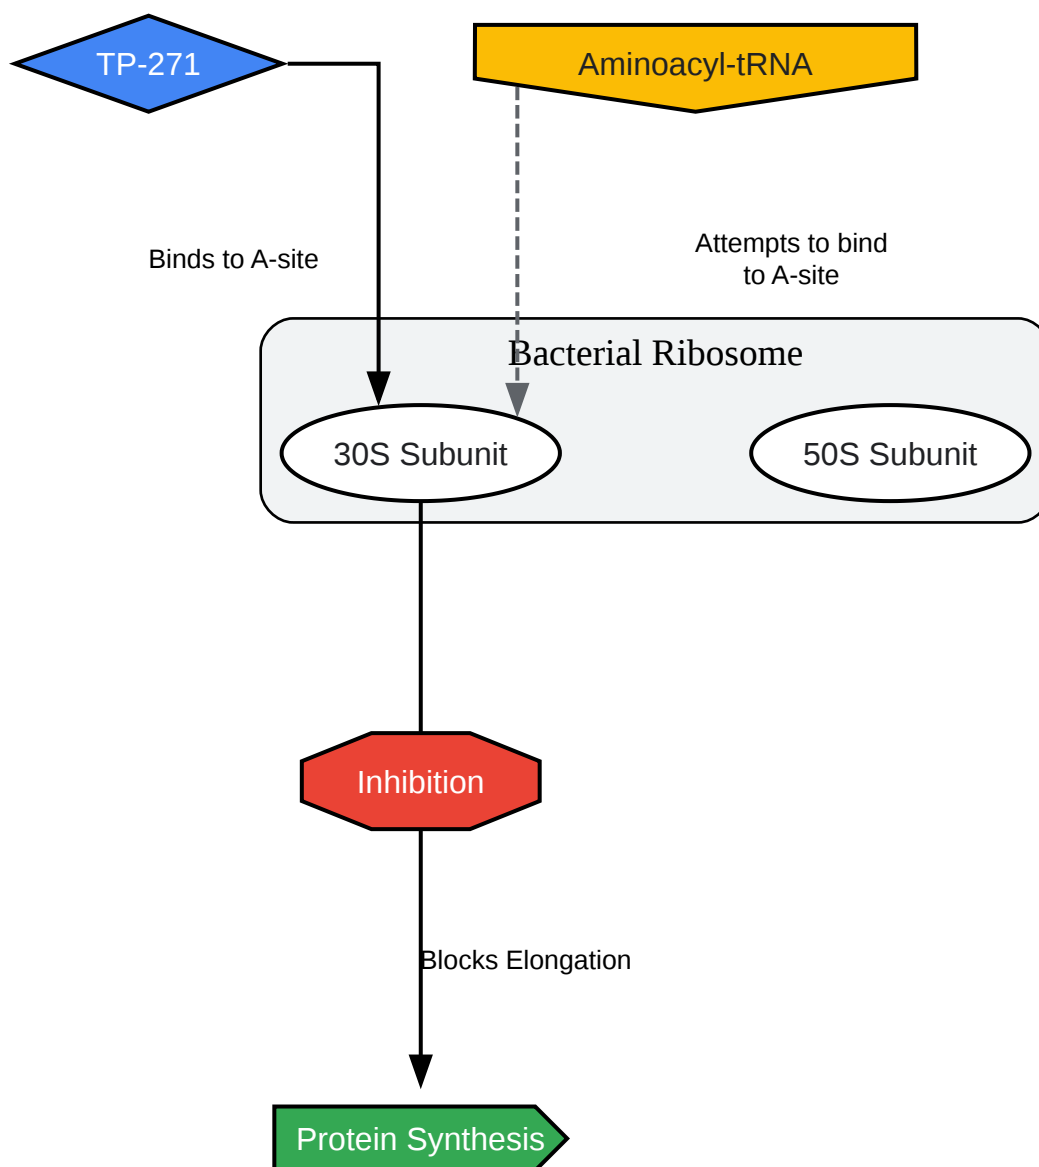 TP-271
Aminoacyl-tRNA
Binds to A-site
Attempts to bind
to A-site
Bacterial Ribosome
30S Subunit
50S Subunit
Inhibition
Blocks Elongation
Protein Synthesis